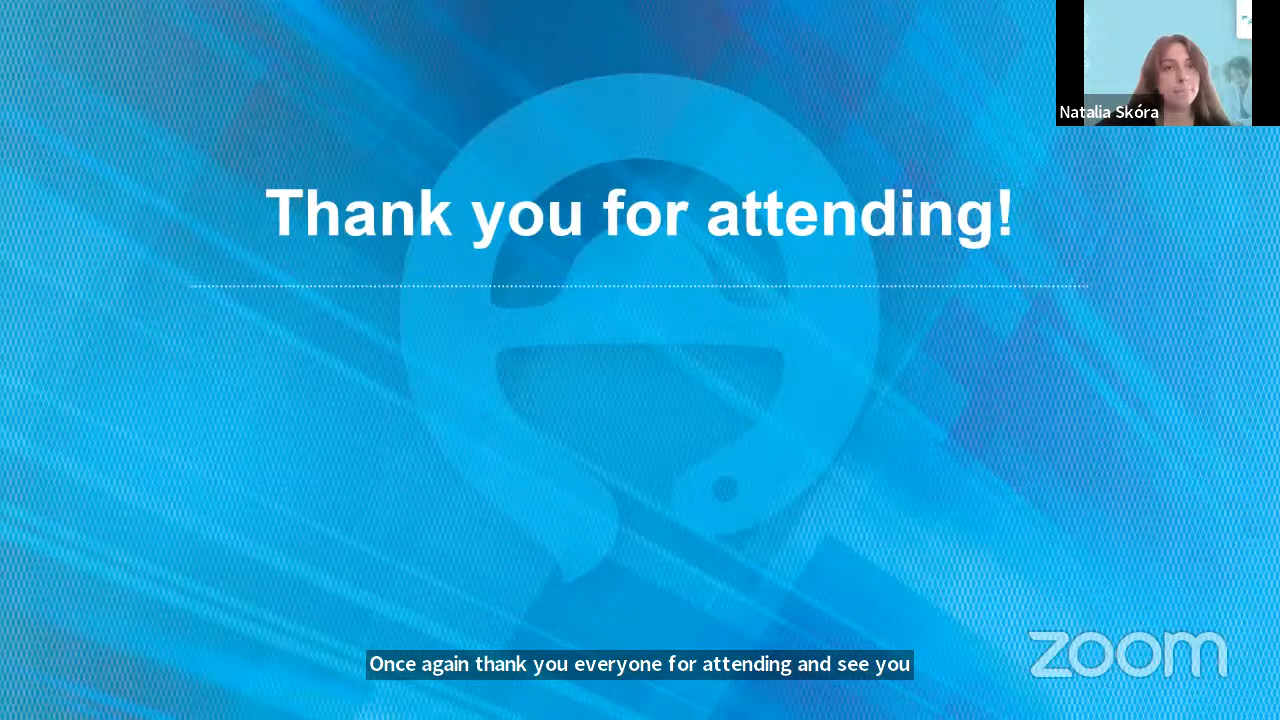 Natalia Skóra
Thank you for attending!
Once again thank you everyone for attending and see you
zoom